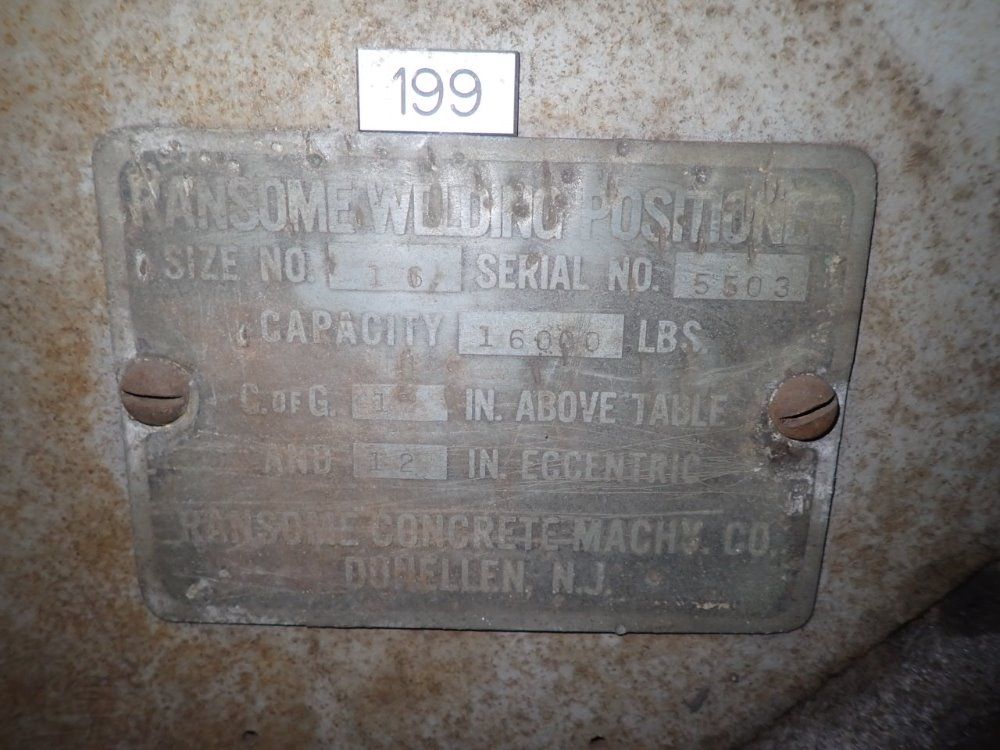 199
RANSOME WELDING POSITIONER
SIZE NO. 16 SERIAL NO. 5503
CAPACITY 16000 LBS.
C. OF G. IN. ABOVE TABLE
AND 12 IN. ECCENTRIC
RANSOME CONCRETE MACHY. CO.
DUNELLEN, N.J.